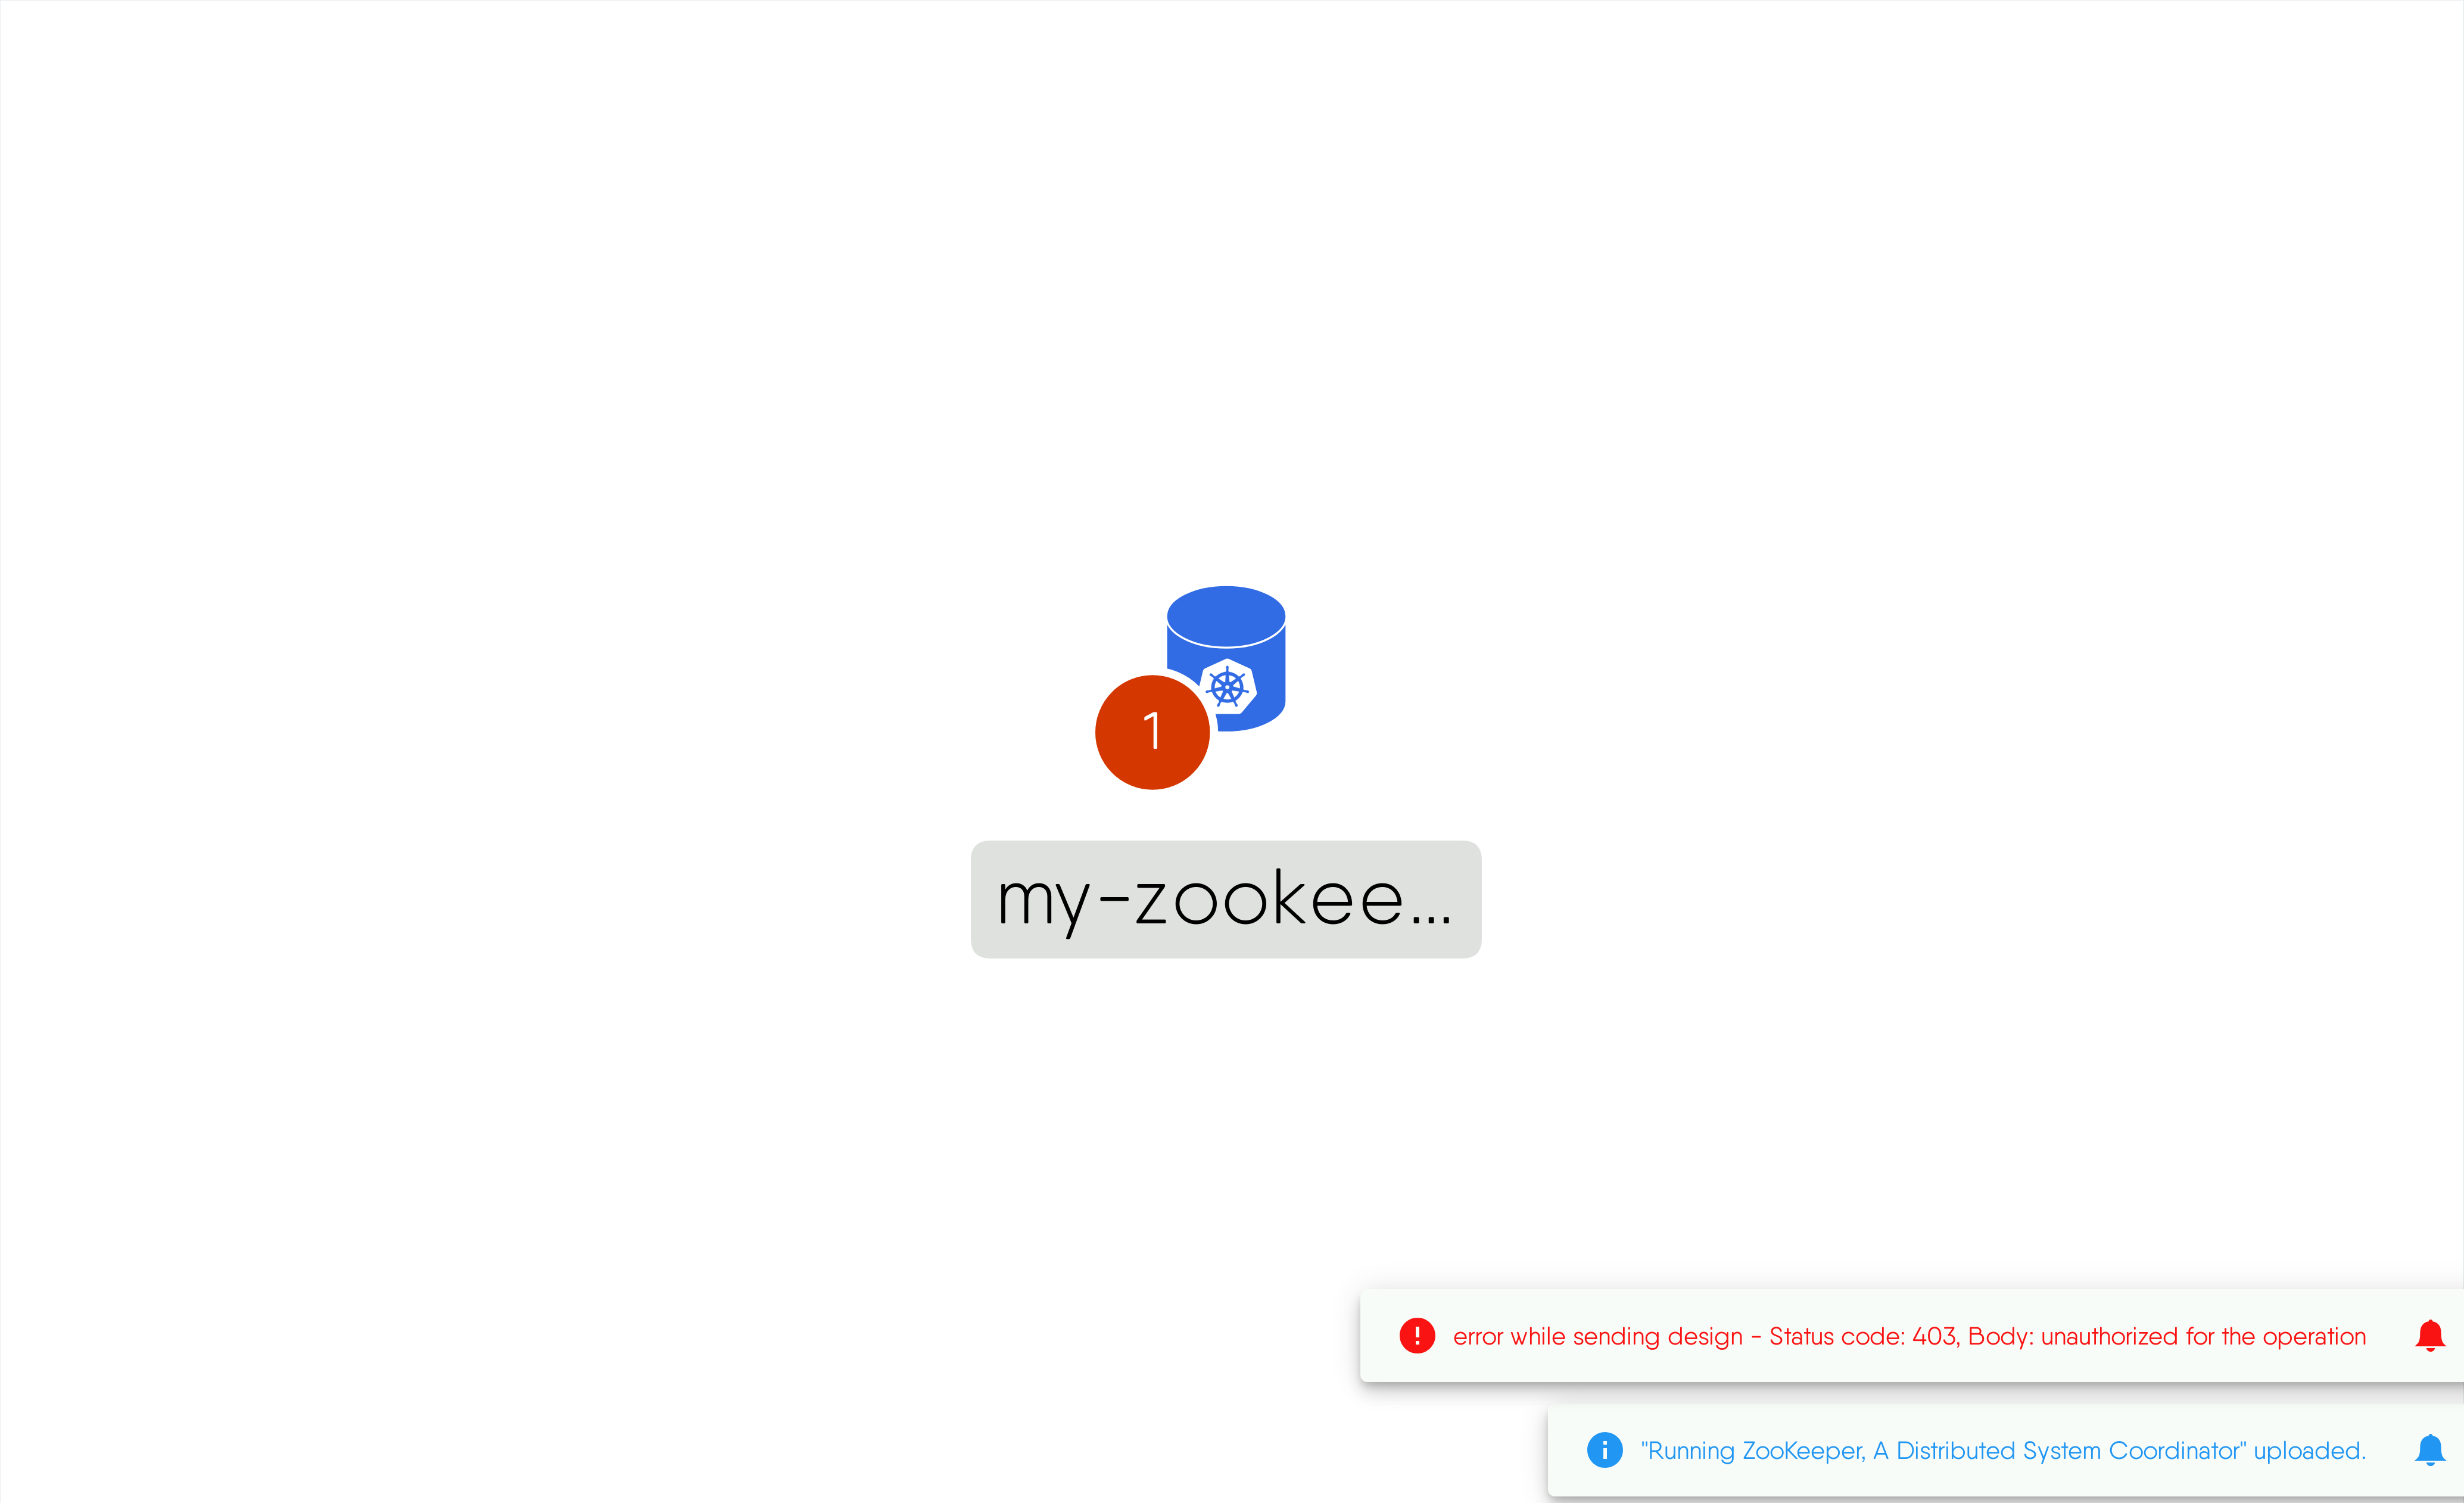 1
my-zookee...
error while sending design - Status code: 403, Body: unauthorized for the operation
"Running ZooKeeper, A Distributed System Coordinator" uploaded.